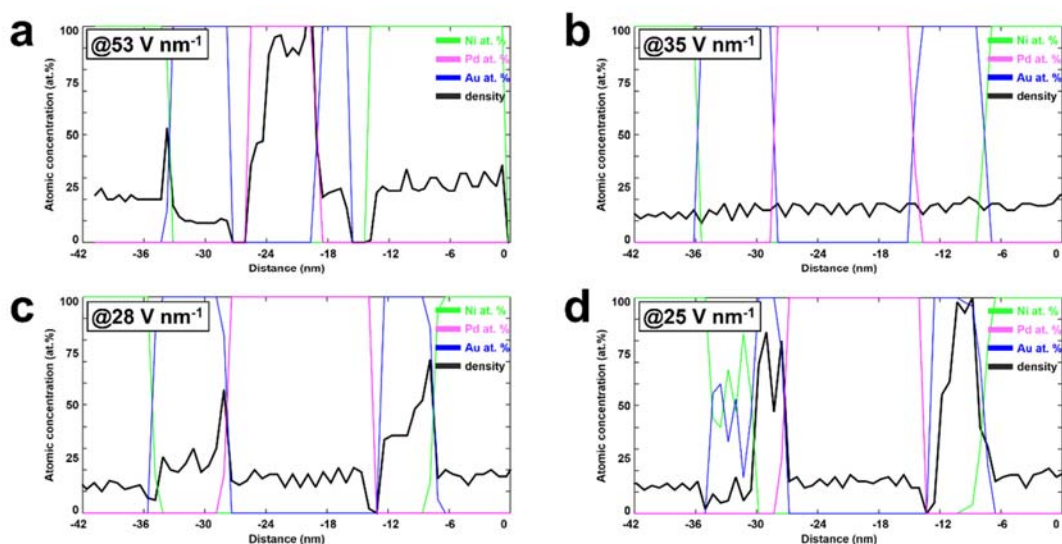 a
@53 V nm-1
Ni at. %
Pd at. %
Au at. %
density
Atomic concentration (at.%)
100
75
50
25
0
-42 -36 -30 -24 -18 -12 -6 0
Distance (nm)
b
@35 V nm-1
Ni at. %
Pd at. %
Au at. %
density
Atomic concentration (at.%)
100
75
50
25
0
-42 -36 -30 -24 -18 -12 -6 0
Distance (nm)
c
@28 V nm-1
Ni at. %
Pd at. %
Au at. %
density
Atomic concentration (at.%)
100
75
50
25
0
-42 -36 -30 -24 -18 -12 -6 0
Distance (nm)
d
@25 V nm-1
Ni at. %
Pd at. %
Au at. %
density
Atomic concentration (at.%)
100
75
50
25
0
-42 -36 -30 -24 -18 -12 -6 0
Distance (nm)